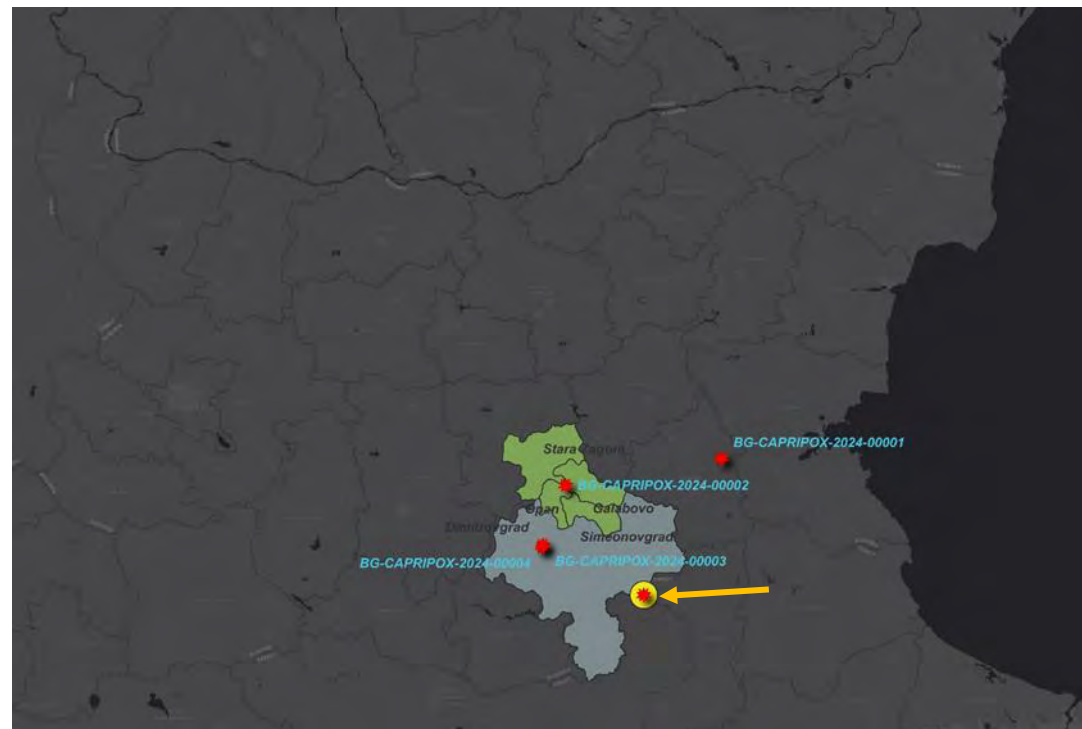 BG-CAPRIPOX-2024-00001
Stara Zagora
BG-CAPRIPOX-2024-00002
Opan
Galabovo
Dimitrovgrad
Simeonovgrad
BG-CAPRIPOX-2024-00004
BG-CAPRIPOX-2024-00003